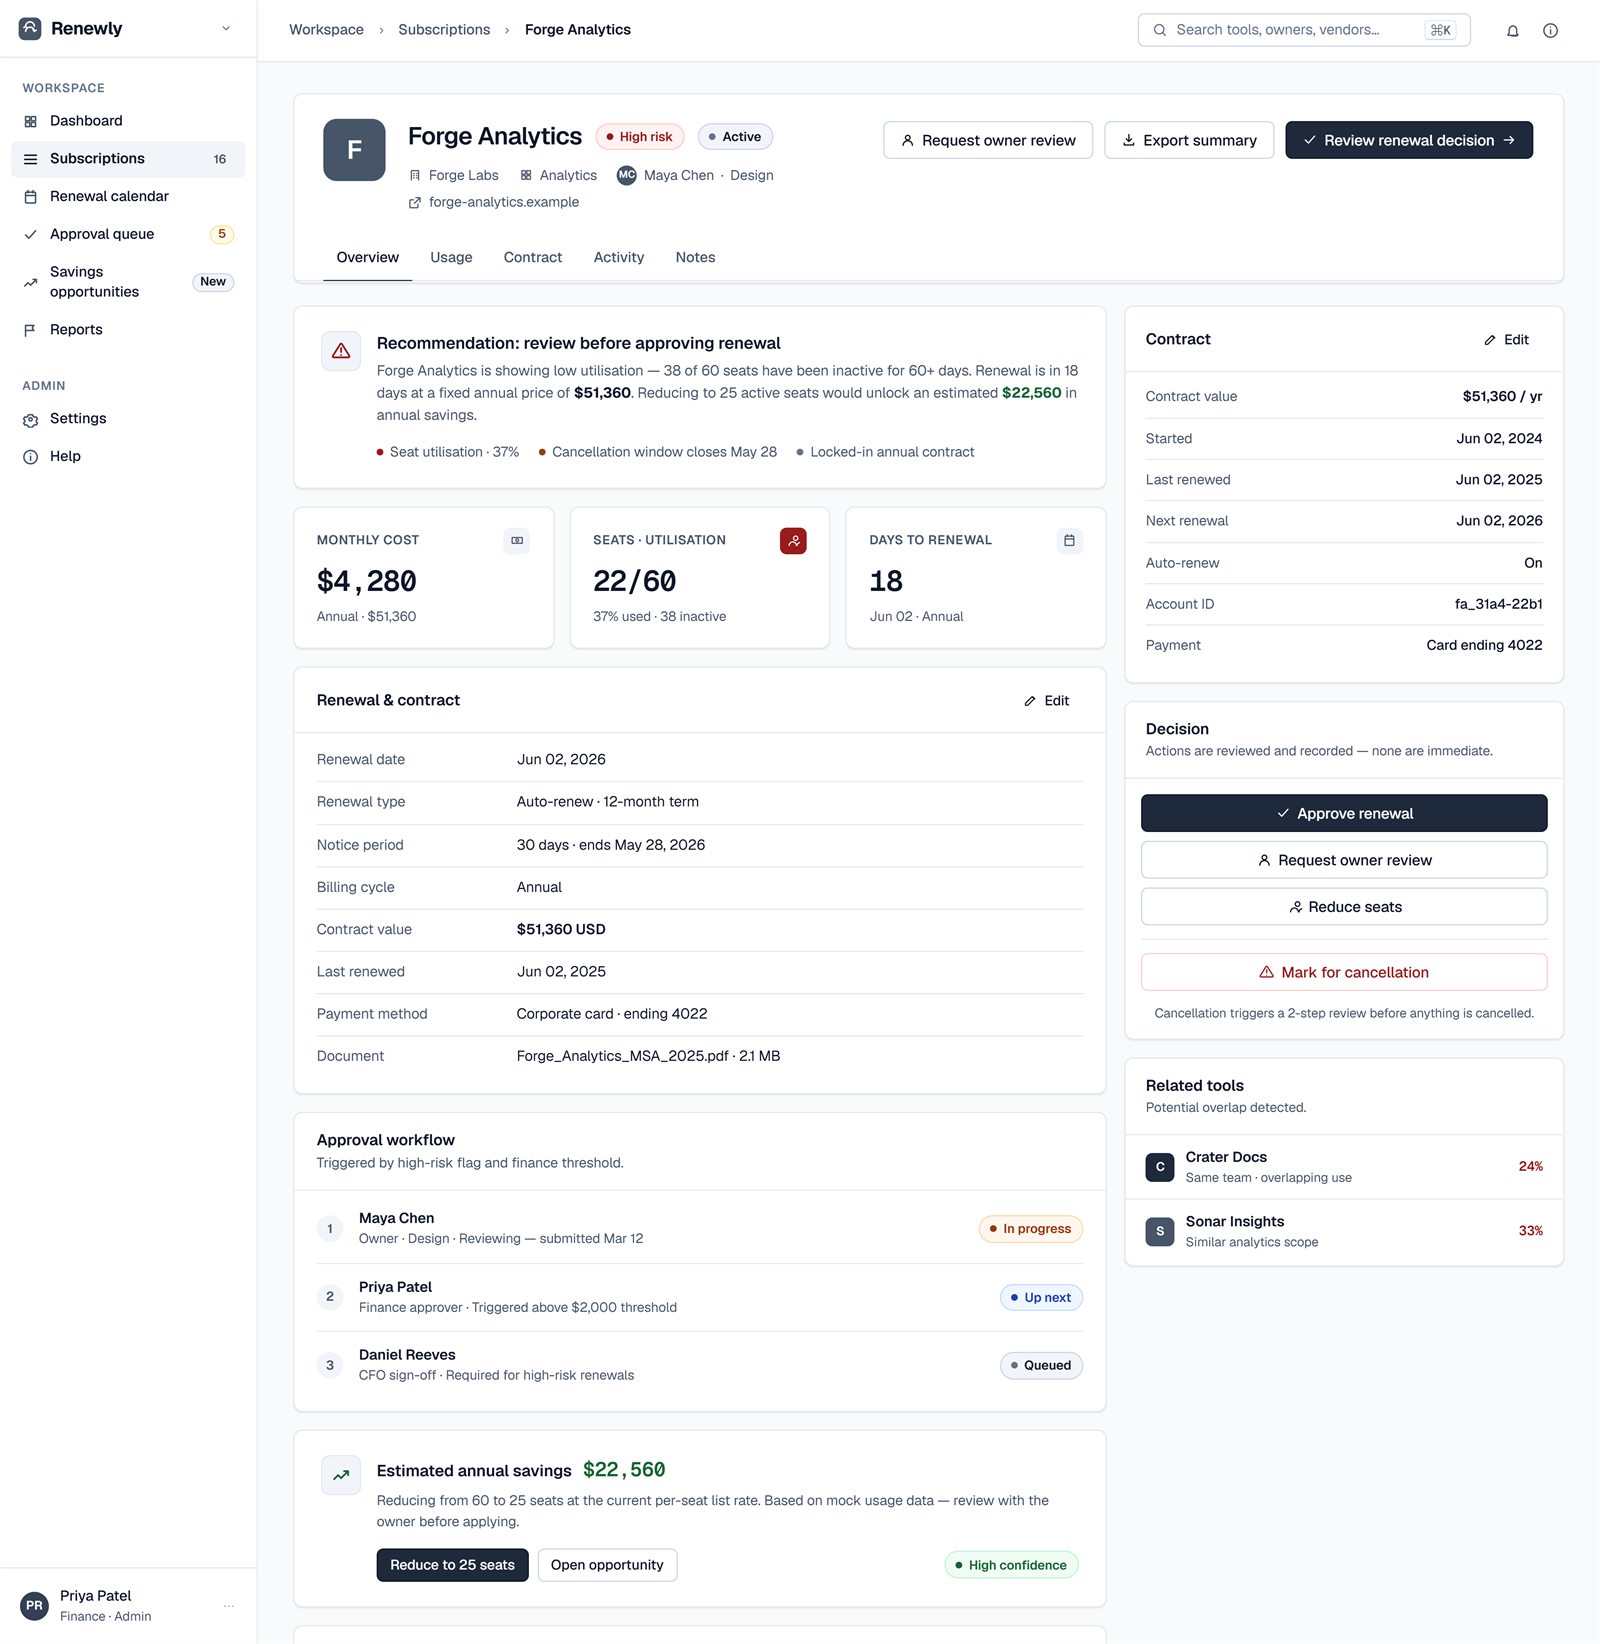 Renewly
WORKSPACE
Dashboard
Subscriptions 16
Renewal calendar
Approval queue 5
Savings
opportunities New
Reports
ADMIN
Settings
Help
PR
Priya Patel
Finance · Admin
Workspace › Subscriptions › Forge Analytics
Search tools, owners, vendors... ⌘K
F
Forge Analytics High risk Active
Forge Labs Analytics MC Maya Chen · Design
forge-analytics.example
Request owner review Export summary Review renewal decision →
Overview Usage Contract Activity Notes
Recommendation: review before approving renewal
Forge Analytics is showing low utilisation — 38 of 60 seats have been inactive for 60+ days. Renewal is in 18
days at a fixed annual price of $51,360. Reducing to 25 active seats would unlock an estimated $22,560 in
annual savings.
Seat utilisation · 37% Cancellation window closes May 28 Locked-in annual contract
MONTHLY COST
$4,280
Annual · $51,360
SEATS · UTILISATION
22/60
37% used · 38 inactive
DAYS TO RENEWAL
18
Jun 02 · Annual
Renewal & contract Edit
Renewal date Jun 02, 2026
Renewal type Auto-renew · 12-month term
Notice period 30 days · ends May 28, 2026
Billing cycle Annual
Contract value $51,360 USD
Last renewed Jun 02, 2025
Payment method Corporate card · ending 4022
Document Forge_Analytics_MSA_2025.pdf · 2.1 MB
Approval workflow
Triggered by high-risk flag and finance threshold.
1 Maya Chen
Owner · Design · Reviewing — submitted Mar 12
In progress
2 Priya Patel
Finance approver · Triggered above $2,000 threshold
Up next
3 Daniel Reeves
CFO sign-off · Required for high-risk renewals
Queued
Estimated annual savings $22,560
Reducing from 60 to 25 seats at the current per-seat list rate. Based on mock usage data — review with the
owner before applying.
Reduce to 25 seats Open opportunity High confidence
Contract Edit
Contract value $51,360 / yr
Started Jun 02, 2024
Last renewed Jun 02, 2025
Next renewal Jun 02, 2026
Auto-renew On
Account ID fa_31a4-22b1
Payment Card ending 4022
Decision
Actions are reviewed and recorded — none are immediate.
Approve renewal
Request owner review
Reduce seats
Mark for cancellation
Cancellation triggers a 2-step review before anything is cancelled.
Related tools
Potential overlap detected.
C Crater Docs
Same team · overlapping use
24%
S Sonar Insights
Similar analytics scope
33%